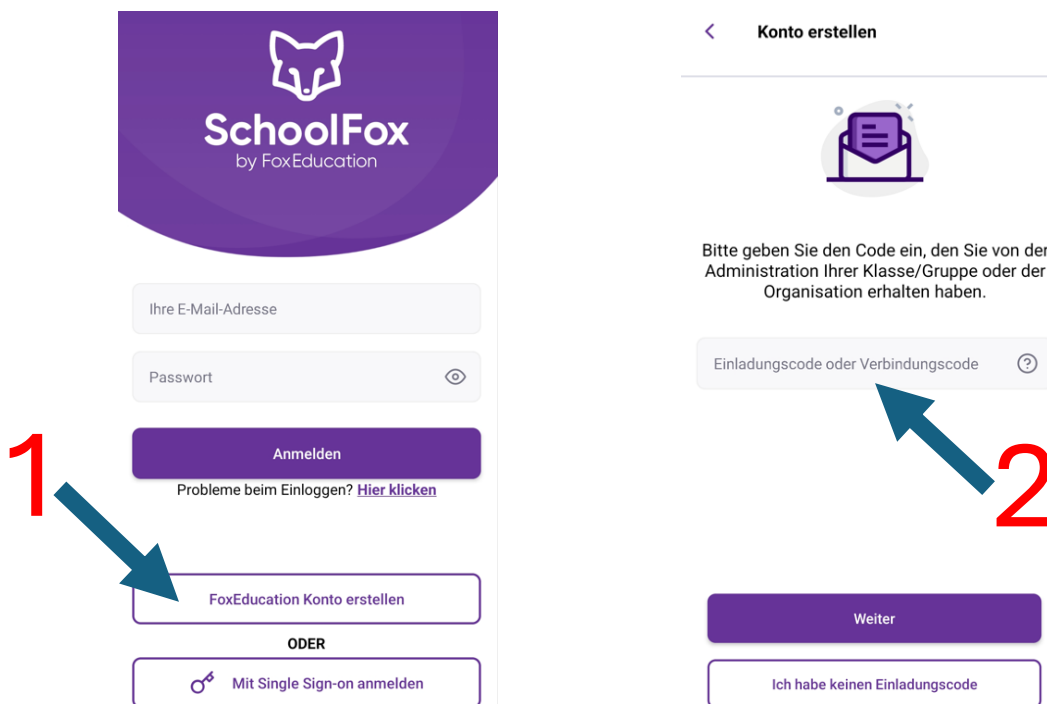 SchoolFox
by FoxEducation
Ihre E-Mail-Adresse
Passwort
Anmelden
Probleme beim Einloggen? Hier klicken
1
FoxEducation Konto erstellen
ODER
Mit Single Sign-on anmelden
Konto erstellen
Bitte geben Sie den Code ein, den Sie von der
Administration Ihrer Klasse/Gruppe oder der
Organisation erhalten haben.
Einladungscode oder Verbindungscode
2
Weiter
Ich habe keinen Einladungscode